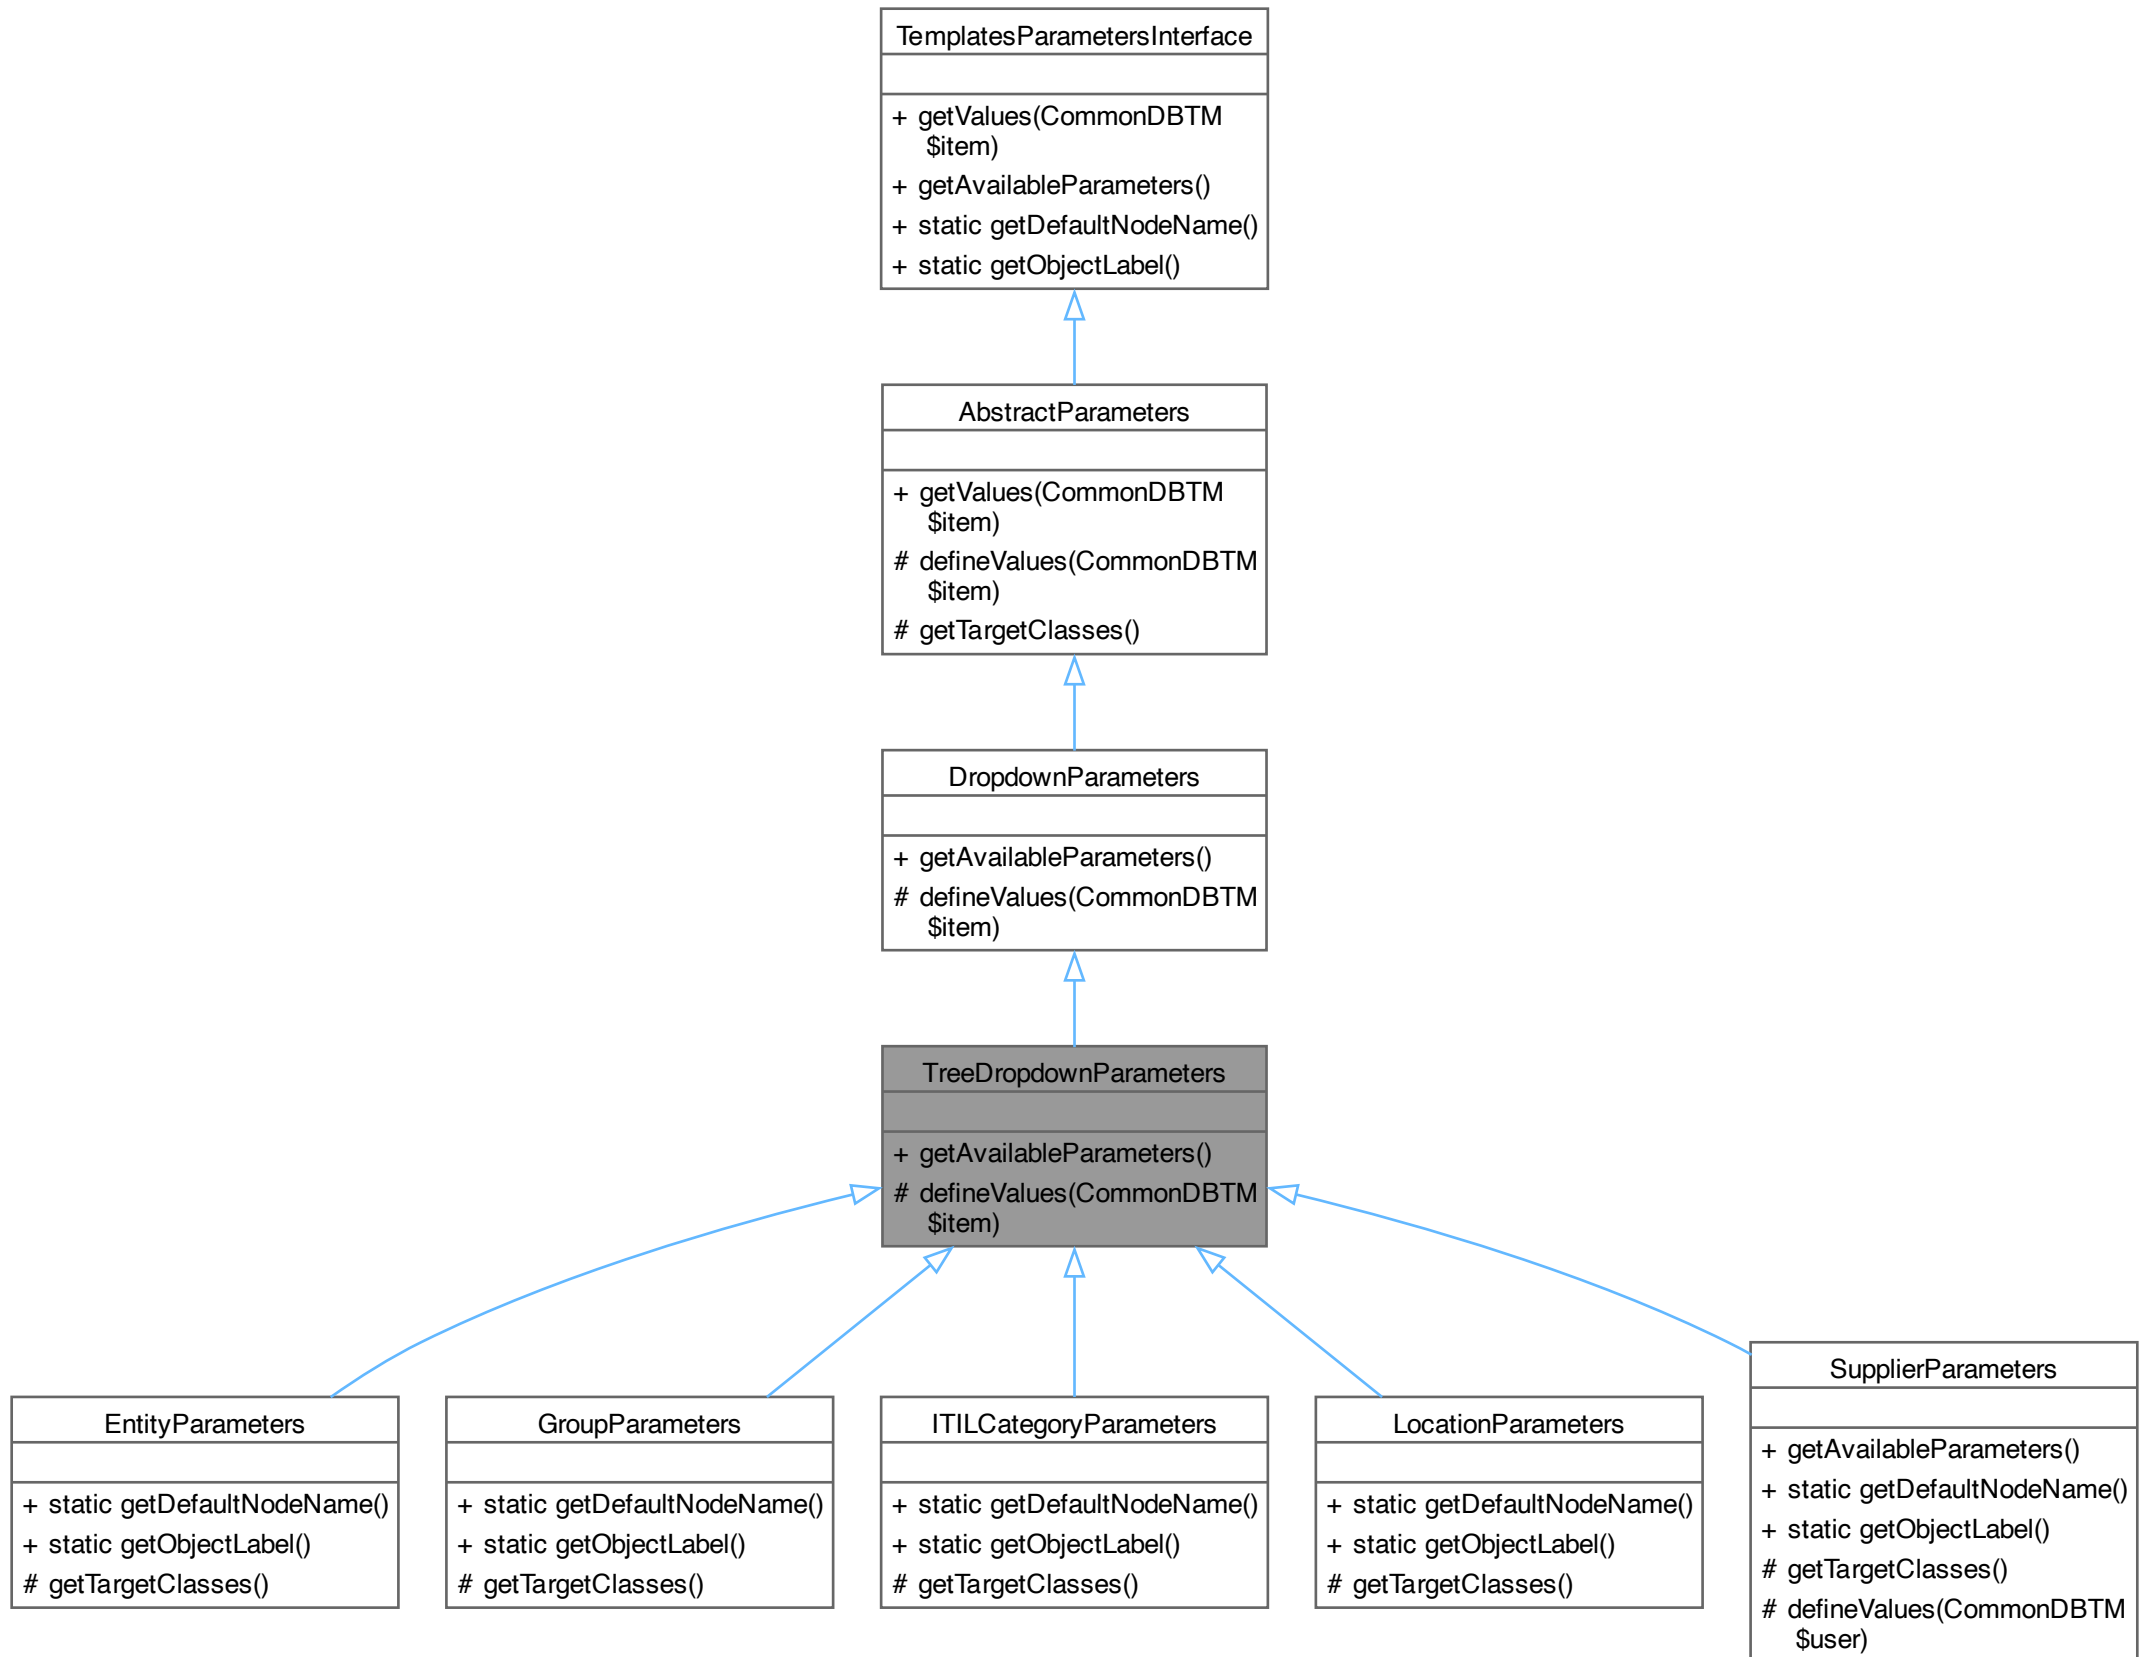 TemplatesParametersInterface
+ getValues(CommonDBTM
$item)
+ getAvailableParameters()
+ static getDefaultNodeName()
+ static getObjectLabel()
AbstractParameters
+ getValues(CommonDBTM
$item)
# defineValues(CommonDBTM
$item)
# getTargetClasses()
DropdownParameters
+ getAvailableParameters()
# defineValues(CommonDBTM
$item)
TreeDropdownParameters
+ getAvailableParameters()
# defineValues(CommonDBTM
$item)
EntityParameters
+ static getDefaultNodeName()
+ static getObjectLabel()
# getTargetClasses()
GroupParameters
+ static getDefaultNodeName()
+ static getObjectLabel()
# getTargetClasses()
ITILCategoryParameters
+ static getDefaultNodeName()
+ static getObjectLabel()
# getTargetClasses()
LocationParameters
+ static getDefaultNodeName()
+ static getObjectLabel()
# getTargetClasses()
SupplierParameters
+ getAvailableParameters()
+ static getDefaultNodeName()
+ static getObjectLabel()
# getTargetClasses()
# defineValues(CommonDBTM
$user)